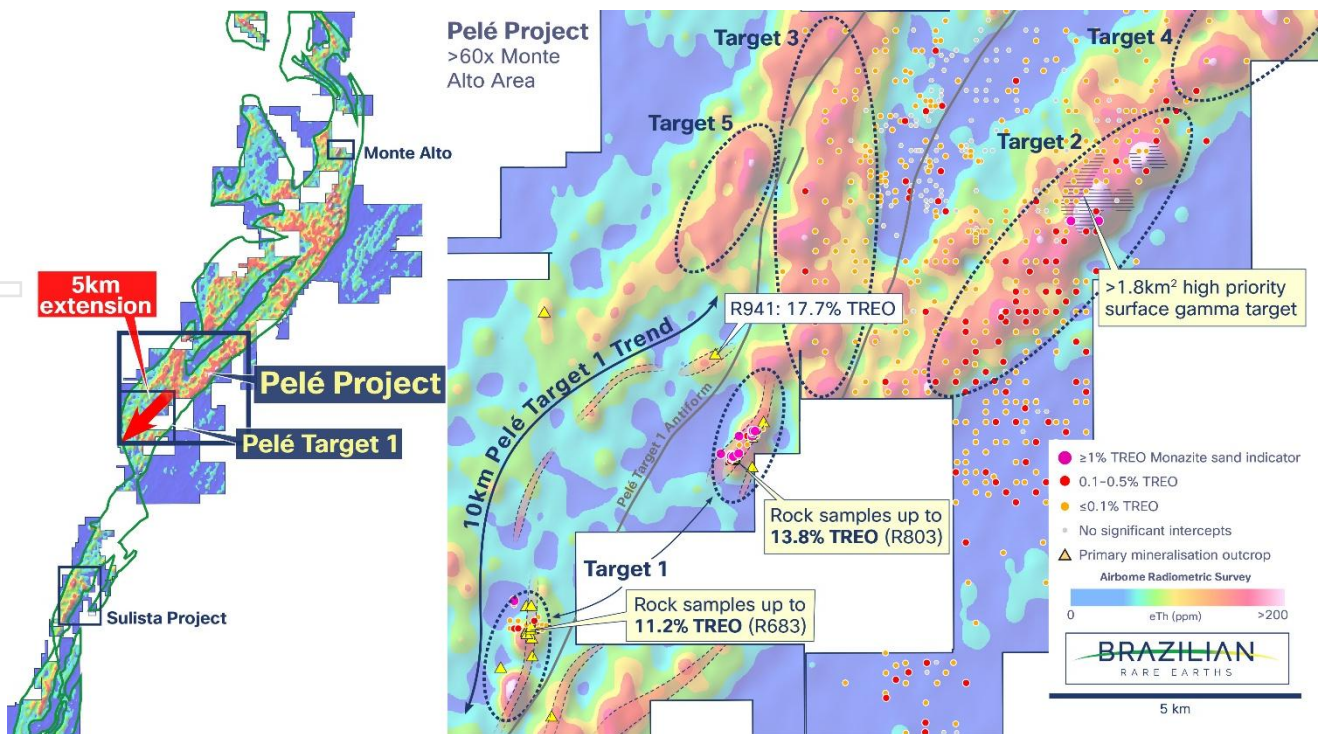 Monte Alto
5km
extension
Pelé Project
Pelé Target 1
Sulista Project
Pelé Project
>60x Monte
Alto Area
Target 3
Target 4
Target 5
Target 2
>1.8km² high priority
surface gamma target
R941: 17.7% TREO
10km Pelé Target 1 Trend
Pelé Target 1 Antiform
Rock samples up to
13.8% TREO (R803)
Target 1
Rock samples up to
11.2% TREO (R683)
≥1% TREO Monazite sand indicator
0.1–0.5% TREO
≤0.1% TREO
No significant intercepts
Primary mineralisation outcrop
Airborne Radiometric Survey
0 eTh (ppm) >200
BRAZILIAN
RARE EARTHS
5 km